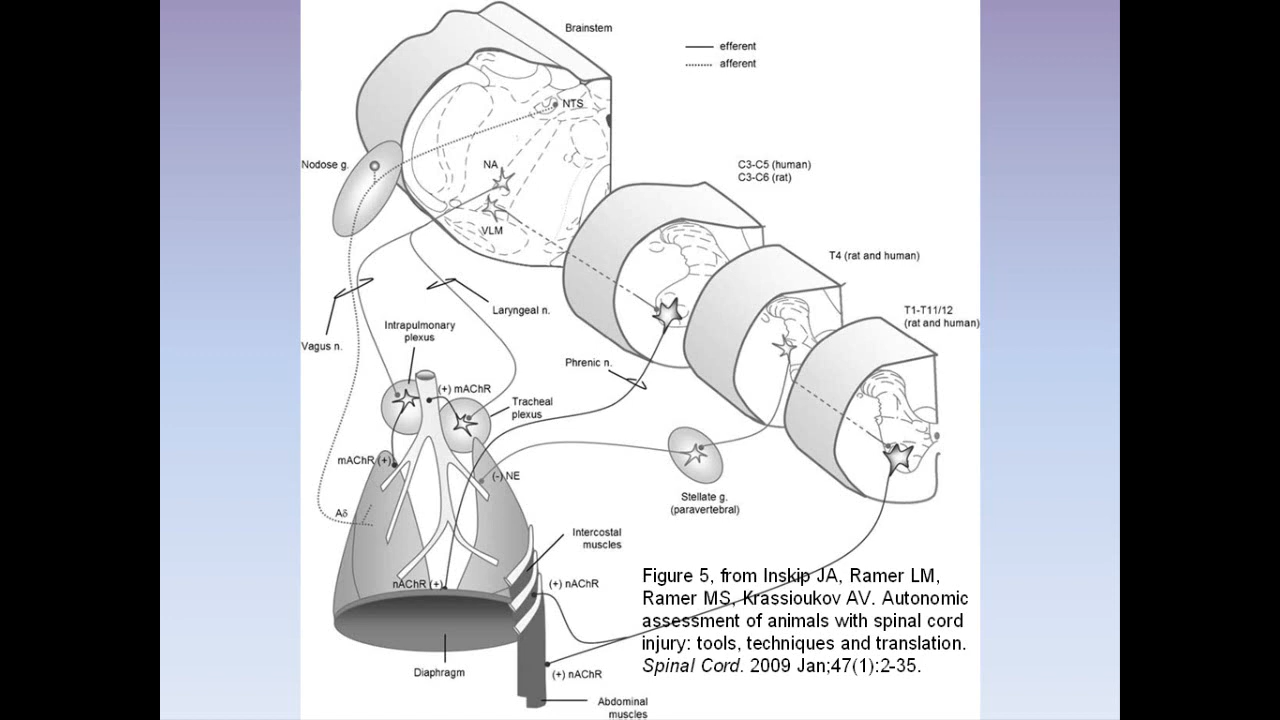 Brainstem
efferent
afferent
NTS
Nodose g.
NA
C3-C5 (human)
C3-C6 (rat)
VLM
T4 (rat and human)
T1-T11/12
(rat and human)
Laryngeal n.
Intrapulmonary
plexus
Vagus n.
Phrenic n.
(+) mAChR
Tracheal
plexus
mAChR (+)
(-) NE
Stellate g.
(paravertebral)
Aδ
Intercostal
muscles
nAChR (+)
(+) nAChR
Figure 5, from Inskip JA, Ramer LM,
Ramer MS, Krassioukov AV. Autonomic
assessment of animals with spinal cord
injury: tools, techniques and translation.
Spinal Cord. 2009 Jan;47(1):2-35.
Diaphragm
(+) nAChR
Abdominal
muscles